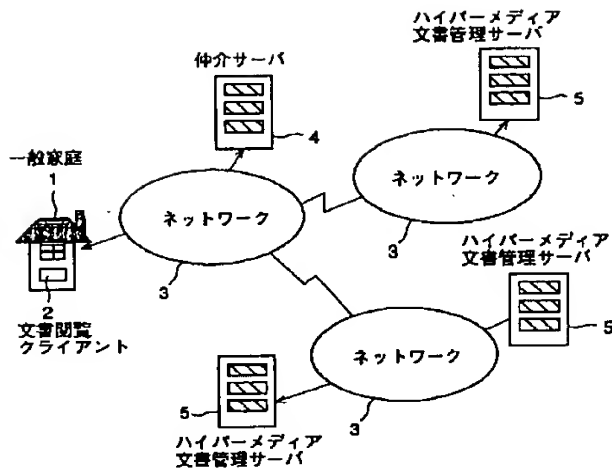 ハイパーメディア
文書管理サーバ
5
仲介サーバ
4
一般家庭
1
ネットワーク
3
ネットワーク
3
2
文書閲覧
クライアント
ハイパーメディア
文書管理サーバ
5
ネットワーク
3
5
ハイパーメディア
文書管理サーバ